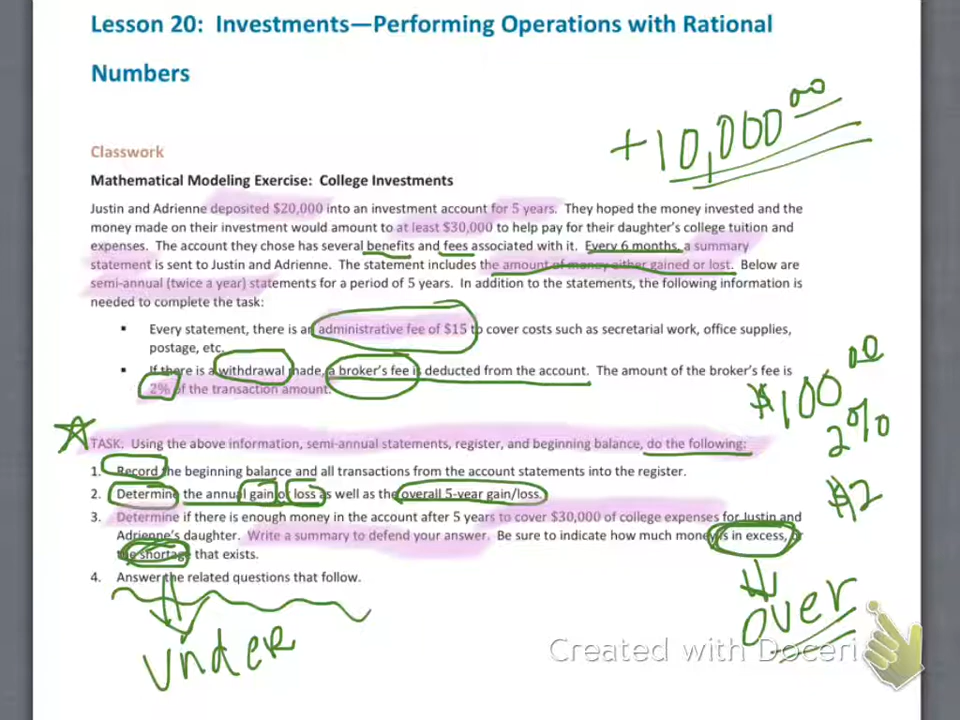 Lesson 20: Investments—Performing Operations with Rational
Numbers
+10,000.00
Classwork
Mathematical Modeling Exercise: College Investments
Justin and Adrienne deposited $20,000 into an investment account for 5 years. They hoped the money invested and the
money made on their investment would amount to at least $30,000 to help pay for their daughter's college tuition and
expenses. The account they chose has several benefits and fees associated with it. Every 6 months, a summary
statement is sent to Justin and Adrienne. The statement includes the amount of money either gained or lost. Below are
semi-annual (twice a year) statements for a period of 5 years. In addition to the statements, the following information is
needed to complete the task:
▪ Every statement, there is an administrative fee of $15 to cover costs such as secretarial work, office supplies,
postage, etc.
▪ If there is a withdrawal made, a broker's fee is deducted from the account. The amount of the broker's fee is
2% of the transaction amount.
$100 00
2%
$2
TASK: Using the above information, semi-annual statements, register, and beginning balance, do the following:
1. Record the beginning balance and all transactions from the account statements into the register.
2. Determine the annual gain or loss as well as the overall 5-year gain/loss.
3. Determine if there is enough money in the account after 5 years to cover $30,000 of college expenses for Justin and
Adrienne's daughter. Write a summary to defend your answer. Be sure to indicate how much money is in excess, or
the shortage that exists.
4. Answer the related questions that follow.
over
under
Created with Doceri